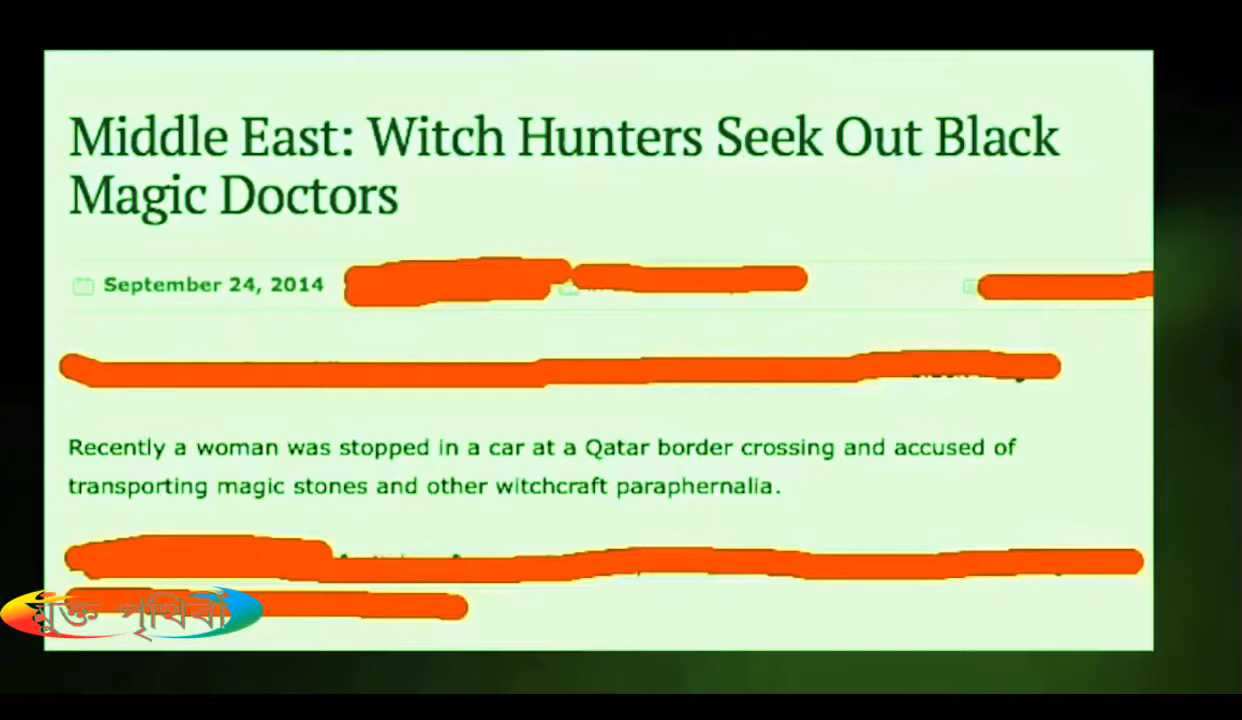 Middle East: Witch Hunters Seek Out Black
Magic Doctors
September 24, 2014
Recently a woman was stopped in a car at a Qatar border crossing and accused of
transporting magic stones and other witchcraft paraphernalia.
মুক্ত পৃথিবী